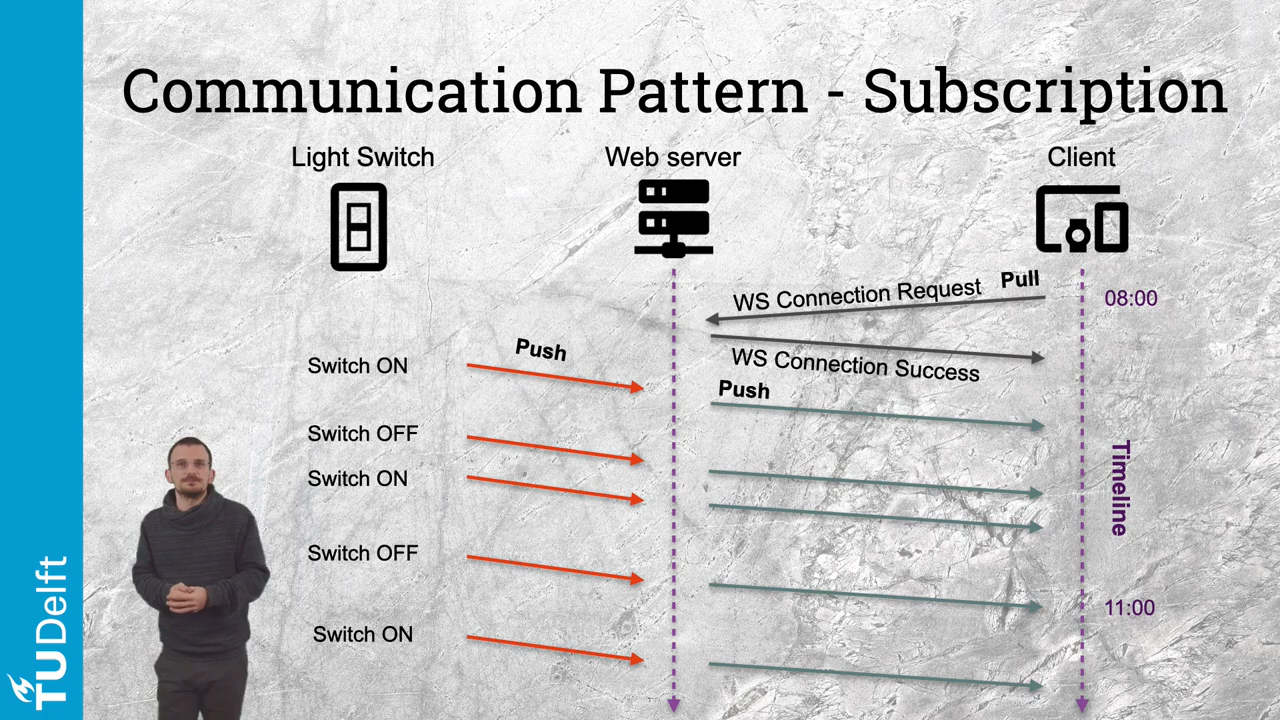 Communication Pattern - Subscription
Light Switch
Web server
Client
Pull
WS Connection Request
08:00
Push
WS Connection Success
Switch ON
Push
Switch OFF
Switch ON
Timeline
Switch OFF
11:00
Switch ON
TUDelft